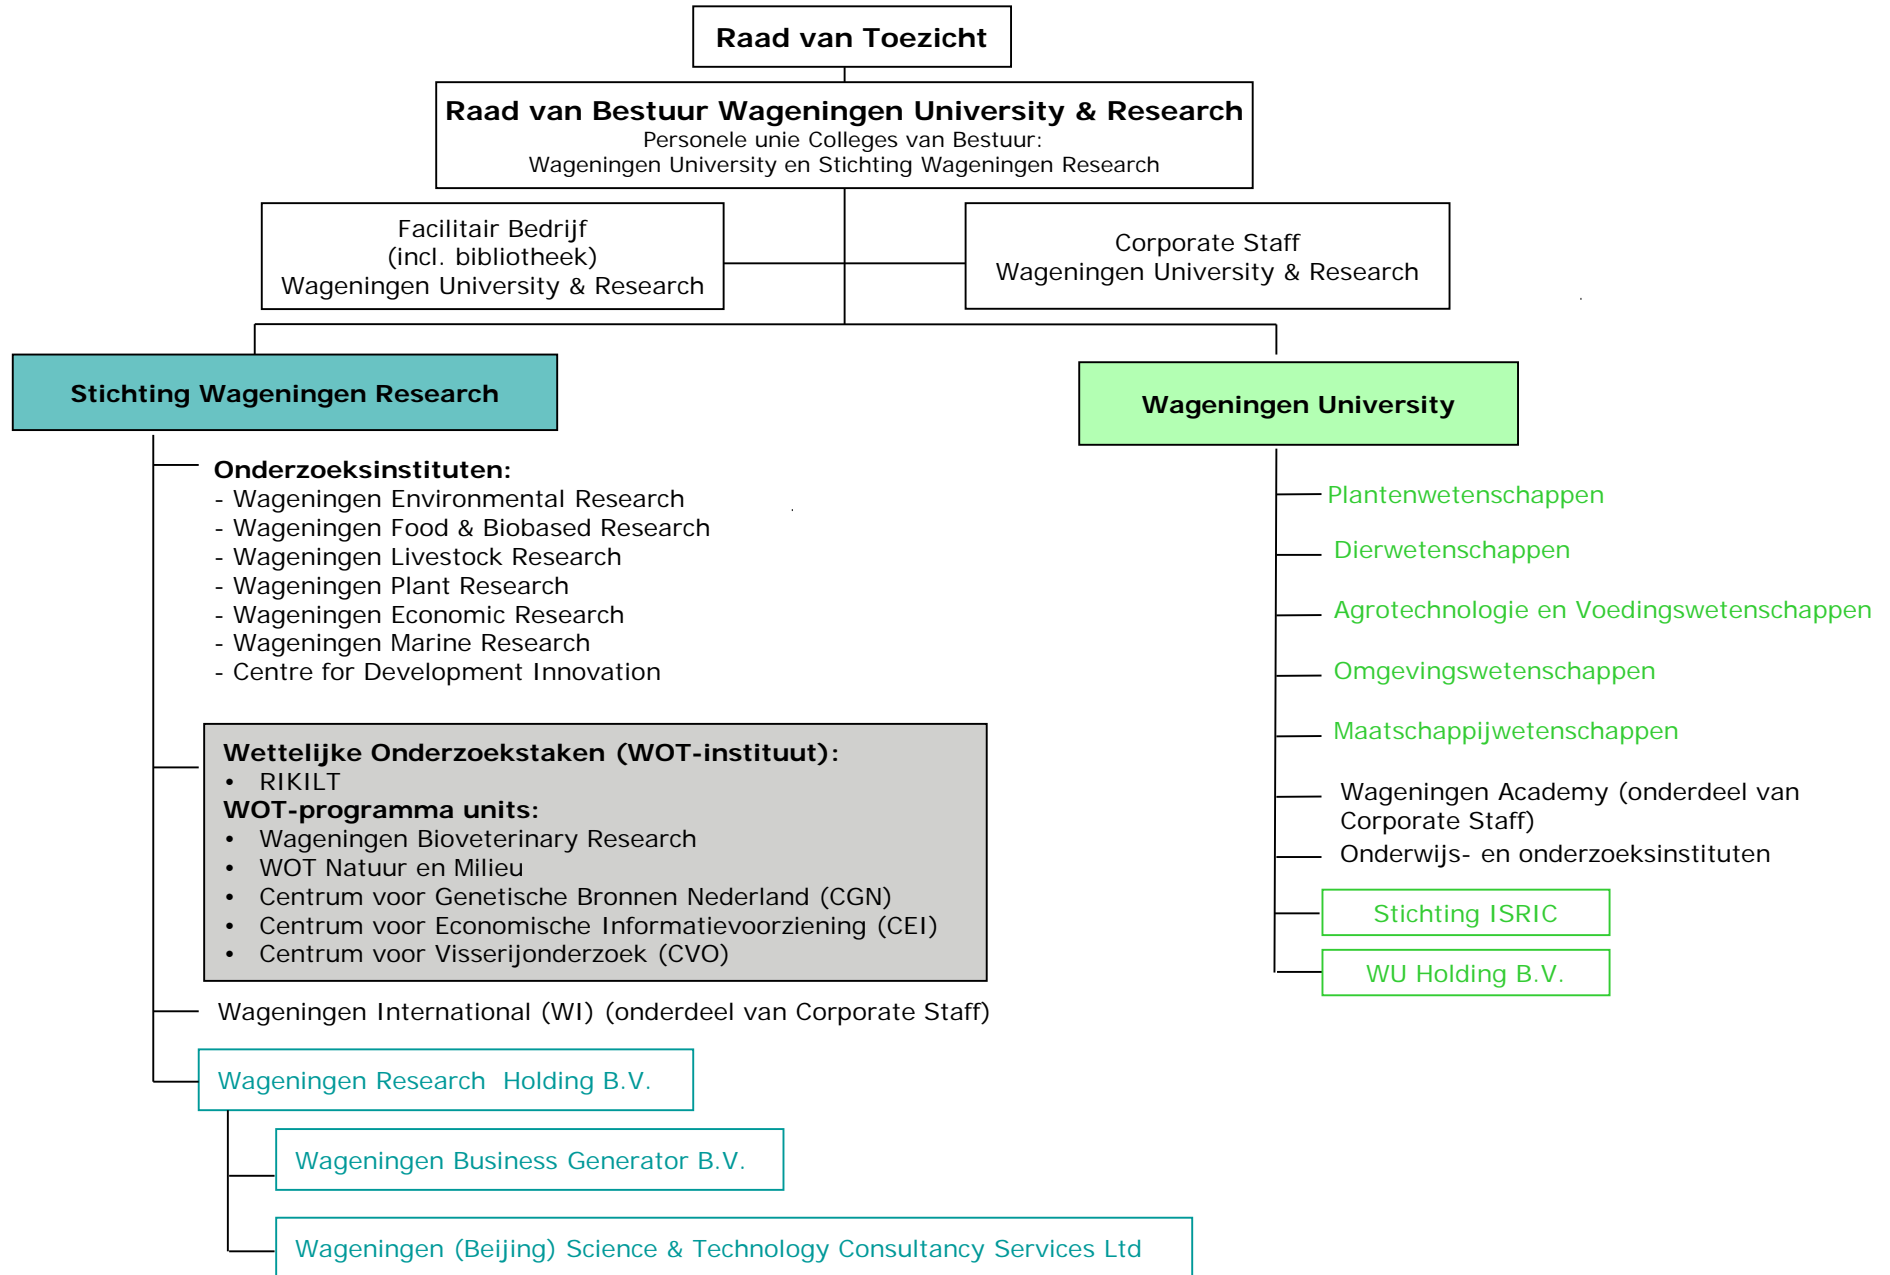 Raad van Toezicht
Raad van Bestuur Wageningen University & Research
Personele unie Colleges van Bestuur:
Wageningen University en Stichting Wageningen Research
Facilitair Bedrijf
(incl. bibliotheek)
Wageningen University & Research
Corporate Staff
Wageningen University & Research
Stichting Wageningen Research
Onderzoeksinstituten:
- Wageningen Environmental Research
- Wageningen Food & Biobased Research
- Wageningen Livestock Research
- Wageningen Plant Research
- Wageningen Economic Research
- Wageningen Marine Research
- Centre for Development Innovation
Wettelijke Onderzoekstaken (WOT-instituut):
• RIKILT
WOT-programma units:
• Wageningen Bioveterinary Research
• WOT Natuur en Milieu
• Centrum voor Genetische Bronnen Nederland (CGN)
• Centrum voor Economische Informatievoorziening (CEI)
• Centrum voor Visserijonderzoek (CVO)
Wageningen International (WI) (onderdeel van Corporate Staff)
Wageningen Research Holding B.V.
Wageningen Business Generator B.V.
Wageningen (Beijing) Science & Technology Consultancy Services Ltd
Wageningen University
Plantenwetenschappen
Dierwetenschappen
Agrotechnologie en Voedingswetenschappen
Omgevingswetenschappen
Maatschappijwetenschappen
Wageningen Academy (onderdeel van
Corporate Staff)
Onderwijs- en onderzoeksinstituten
Stichting ISRIC
WU Holding B.V.